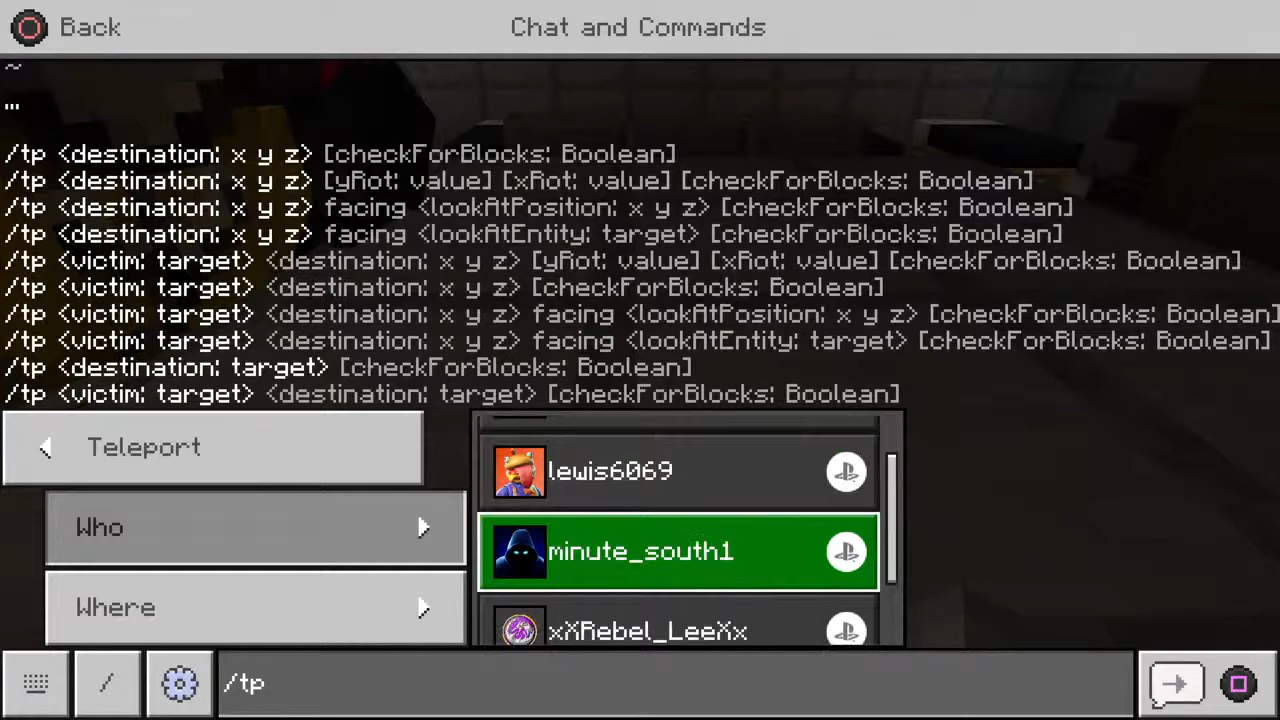 Back
Chat and Commands
~
...
/tp <destination: x y z> [checkForBlocks: Boolean]
/tp <destination: x y z> [yRot: value] [xRot: value] [checkForBlocks: Boolean]
/tp <destination: x y z> facing <lookAtPosition: x y z> [checkForBlocks: Boolean]
/tp <destination: x y z> facing <lookAtEntity: target> [checkForBlocks: Boolean]
/tp <victim: target> <destination: x y z> [yRot: value] [xRot: value] [checkForBlocks: Boolean]
/tp <victim: target> <destination: x y z> [checkForBlocks: Boolean]
/tp <victim: target> <destination: x y z> facing <lookAtPosition: x y z> [checkForBlocks: Boolean]
/tp <victim: target> <destination: x y z> facing <lookAtEntity: target> [checkForBlocks: Boolean]
/tp <destination: target> [checkForBlocks: Boolean]
/tp <victim: target> <destination: target> [checkForBlocks: Boolean]
Teleport
Who
Where
lewis6069
minute_south1
xXRebel_LeeXx
/
/tp